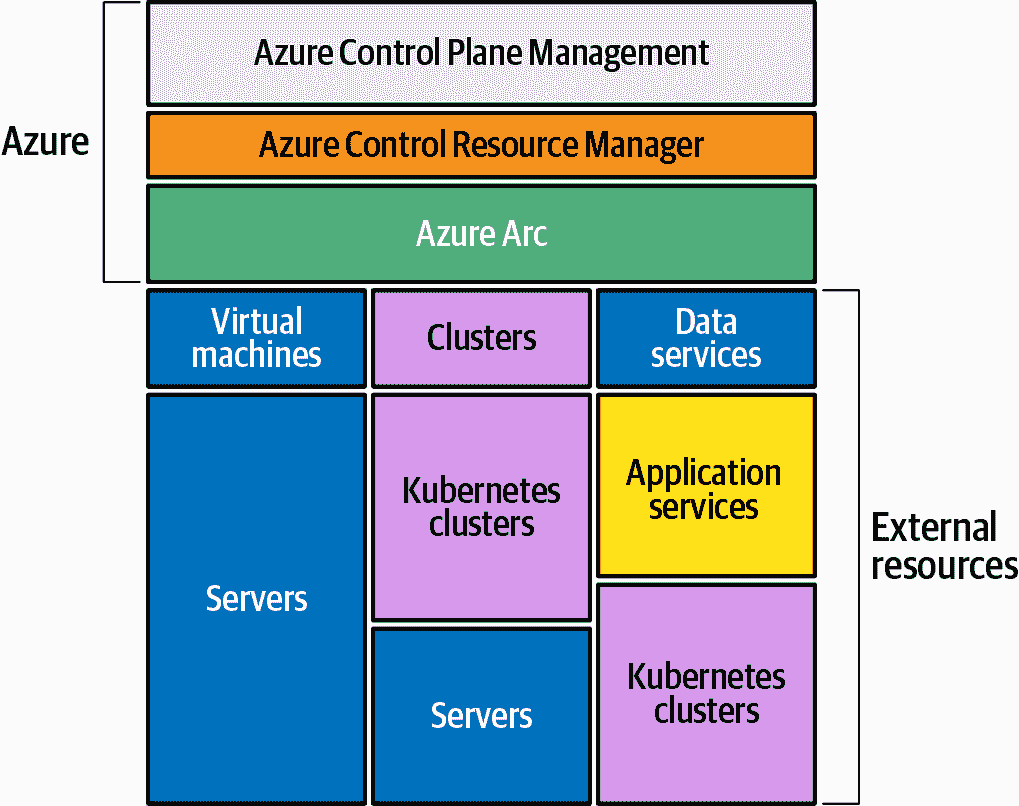 Azure Control Plane Management
Azure
Azure Control Resource Manager
Azure Arc
Virtual
machines
Clusters
Data
services
Servers
Kubernetes
clusters
Servers
Application
services
Kubernetes
clusters
External
resources